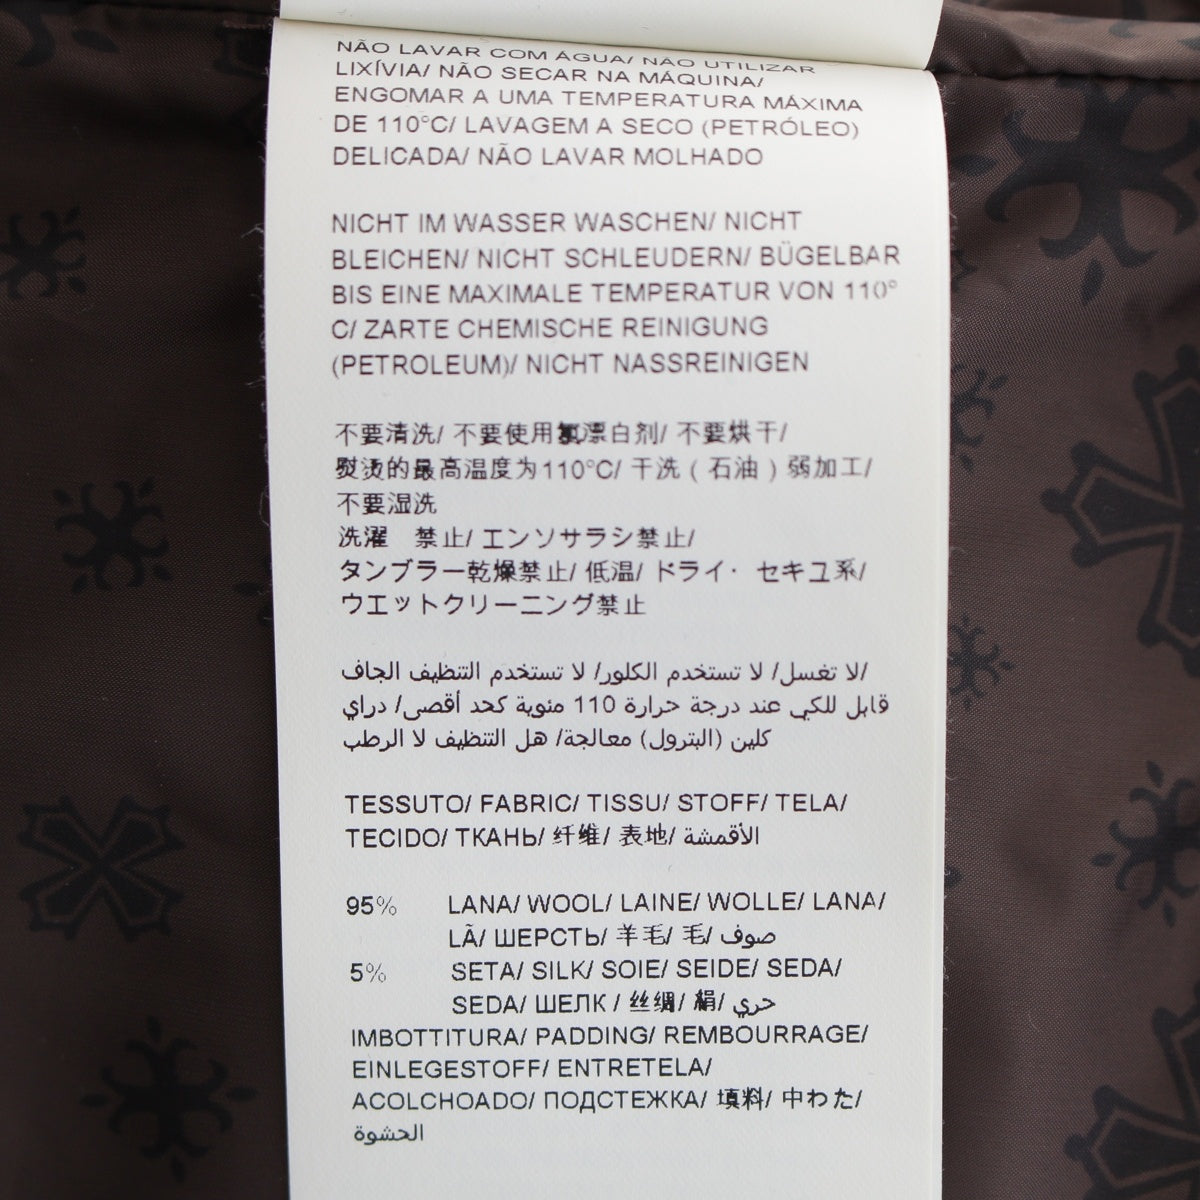 NÃO LAVAR COM ÁGUA/ NÃO UTILIZAR
LIXÍVIA/ NÃO SECAR NA MÁQUINA/
ENGOMAR A UMA TEMPERATURA MÁXIMA
DE 110°C/ LAVAGEM A SECO (PETRÓLEO)
DELICADA/ NÃO LAVAR MOLHADO
NICHT IM WASSER WASCHEN/ NICHT
BLEICHEN/ NICHT SCHLEUDERN/ BÜGELBAR
BIS EINE MAXIMALE TEMPERATUR VON 110°
C/ ZARTE CHEMISCHE REINIGUNG
(PETROLEUM)/ NICHT NASSREINIGEN
不要清洗/ 不要使用氯漂白剂/ 不要烘干/
熨烫的最高温度为110°C/ 干洗 ( 石油 ) 弱加工/
不要湿洗
洗濯 禁止/ エンソサラシ禁止/
タンブラー乾燥禁止/ 低温/ ドライ・ セキユ系/
ウエットクリーニング禁止
لا تغسل/ لا تستخدم الكلور/ لا تستخدم التنظيف الجاف/
قابل للكي عند درجة حرارة 110 مئوية كحد أقصى/ دراي
كلين (البترول) معالجة/ هل التنظيف لا الرطب
TESSUTO/ FABRIC/ TISSU/ STOFF/ TELA/
TECIDO/ ТКАНЬ/ 纤维/ 表地/ الأقمشة
95% LANA/ WOOL/ LAINE/ WOLLE/ LANA/
LÃ/ ШЕРСТЬ/ 羊毛/ 毛/ صوف
5% SETA/ SILK/ SOIE/ SEIDE/ SEDA/
SEDA/ ШЕЛК / 丝绸/ 絹/ حري
IMBOTTITURA/ PADDING/ REMBOURRAGE/
EINLEGESTOFF/ ENTRETELA/
ACOLCHOADO/ ПОДСТЕЖКА/ 填料/ 中わた/
الحشوة